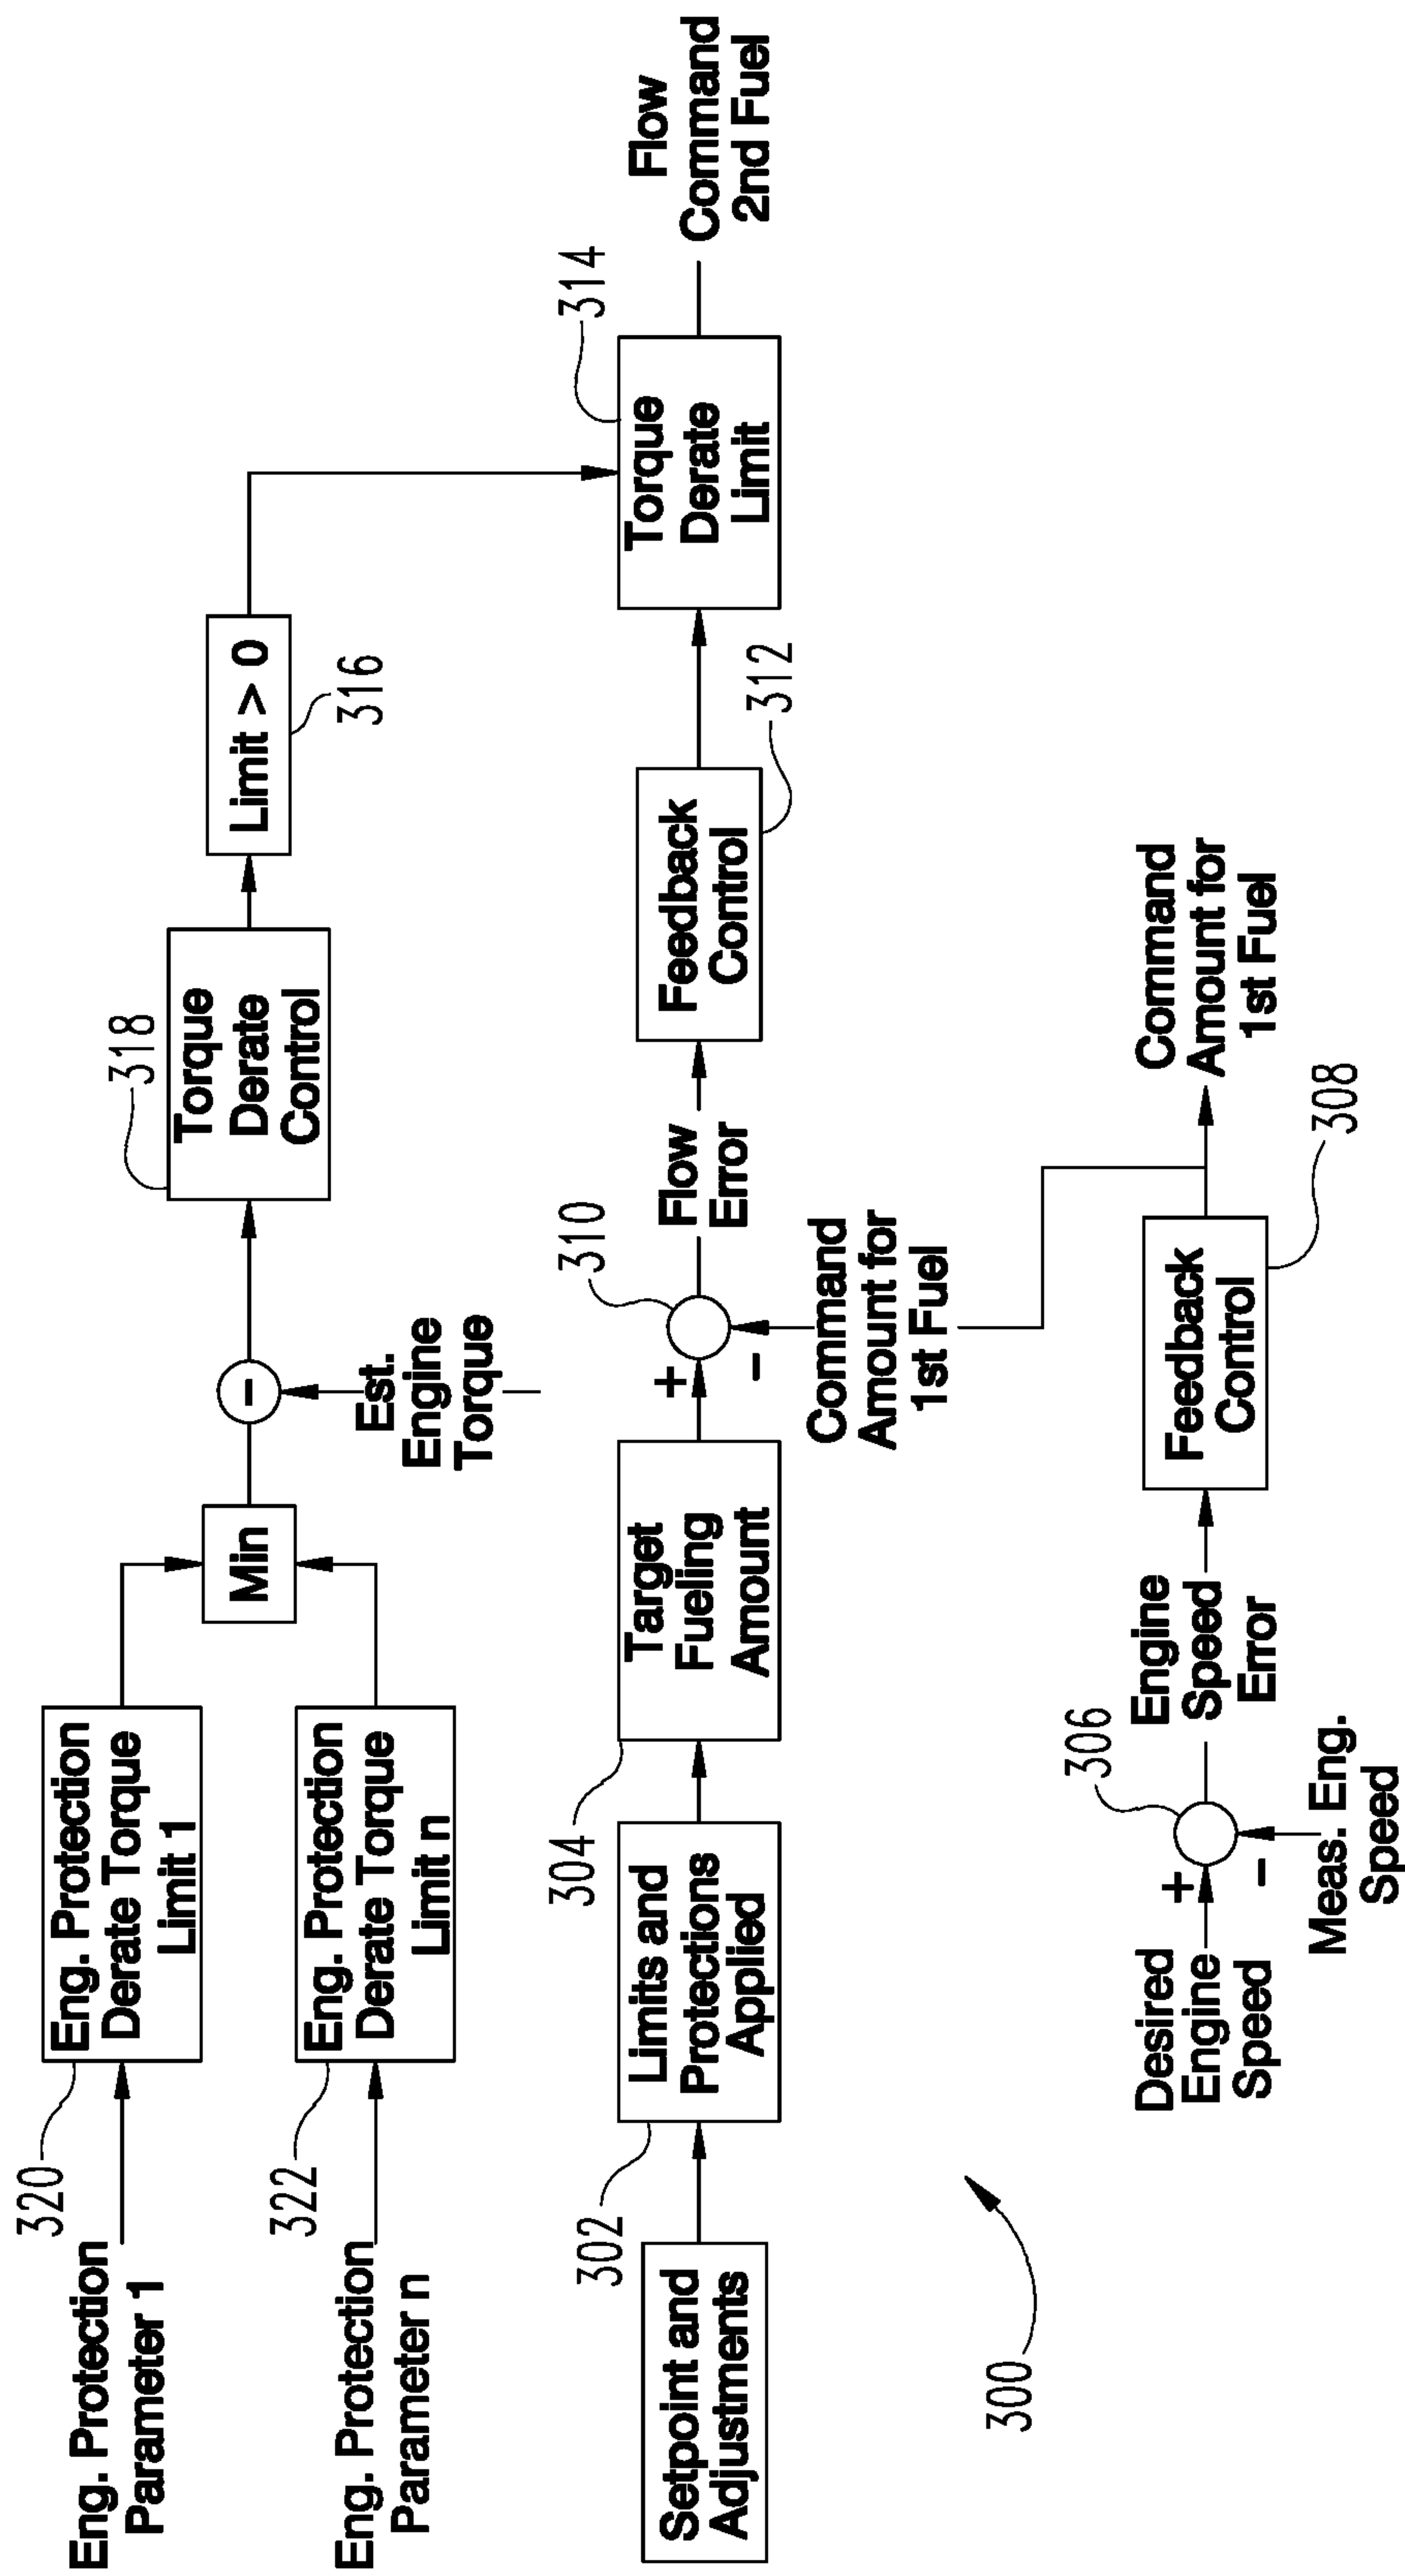 Eng. Protection
Parameter 1
320
Eng. Protection
Derate Torque
Limit 1
Eng. Protection
Parameter n
322
Eng. Protection
Derate Torque
Limit n
Min
-
Est.
Engine
Torque
318
Torque
Derate
Control
Limit > 0
316
Setpoint and
Adjustments
302
Limits and
Protections
Applied
304
Target
Fueling
Amount
+
-
310
Flow
Error
Command
Amount for
1st Fuel
Feedback
Control
312
Torque
Derate
Limit
314
Flow
Command
2nd Fuel
300
Desired
Engine
Speed
+
-
306
Meas. Eng.
Speed
Engine
Speed
Error
Feedback
Control
308
Command
Amount for
1st Fuel